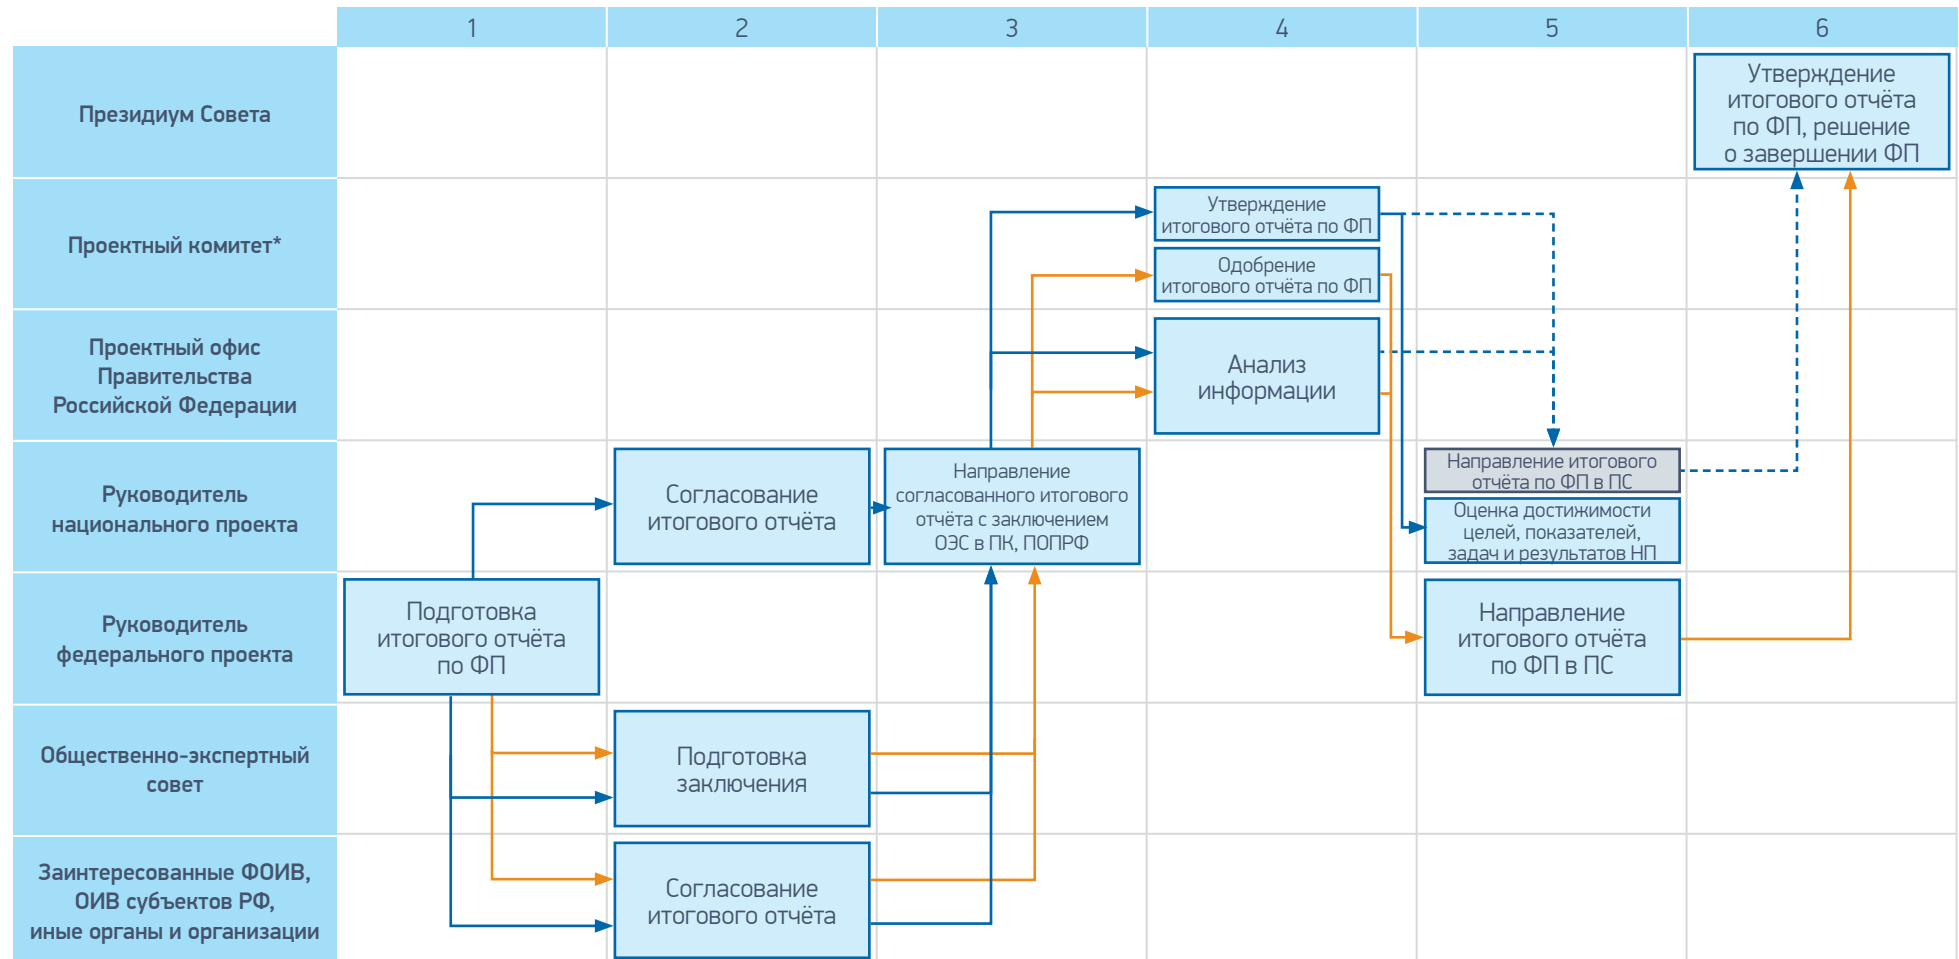 1
2
3
4
5
6
Президиум Совета
Утверждение
итогового отчёта
по ФП, решение
о завершении ФП
Проектный комитет*
Утверждение
итогового отчёта по ФП
Одобрение
итогового отчёта по ФП
Проектный офис
Правительства
Российской Федерации
Анализ
информации
Руководитель
национального проекта
Согласование
итогового отчёта
Направление
согласованного итогового
отчёта с заключением
ОЭС в ПК, ПОПРФ
Направление итогового
отчёта по ФП в ПС
Оценка достижимости
целей, показателей,
задач и результатов НП
Руководитель
федерального проекта
Подготовка
итогового отчёта
по ФП
Направление
итогового отчёта
по ФП в ПС
Общественно-экспертный
совет
Подготовка
заключения
Заинтересованные ФОИВ,
ОИВ субъектов РФ,
иные органы и организации
Согласование
итогового отчёта